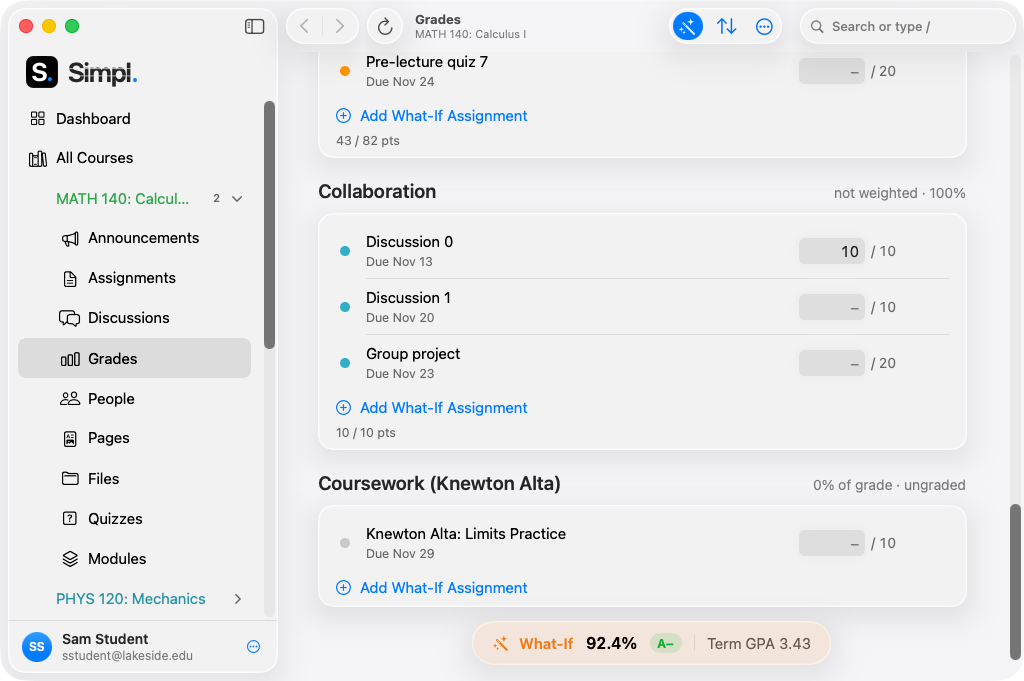 S.
Simpl.
Dashboard
All Courses
MATH 140: Calcul... 2
Announcements
Assignments
Discussions
Grades
People
Pages
Files
Quizzes
Modules
PHYS 120: Mechanics
SS
Sam Student
sstudent@lakeside.edu
Grades
MATH 140: Calculus I
Search or type /
Pre-lecture quiz 7
Due Nov 24
– / 20
Add What-If Assignment
43 / 82 pts
Collaboration
not weighted · 100%
Discussion 0
Due Nov 13
10 / 10
Discussion 1
Due Nov 20
– / 10
Group project
Due Nov 23
– / 20
Add What-If Assignment
10 / 10 pts
Coursework (Knewton Alta)
0% of grade · ungraded
Knewton Alta: Limits Practice
Due Nov 29
– / 10
Add What-If Assignment
What-If 92.4% A– Term GPA 3.43